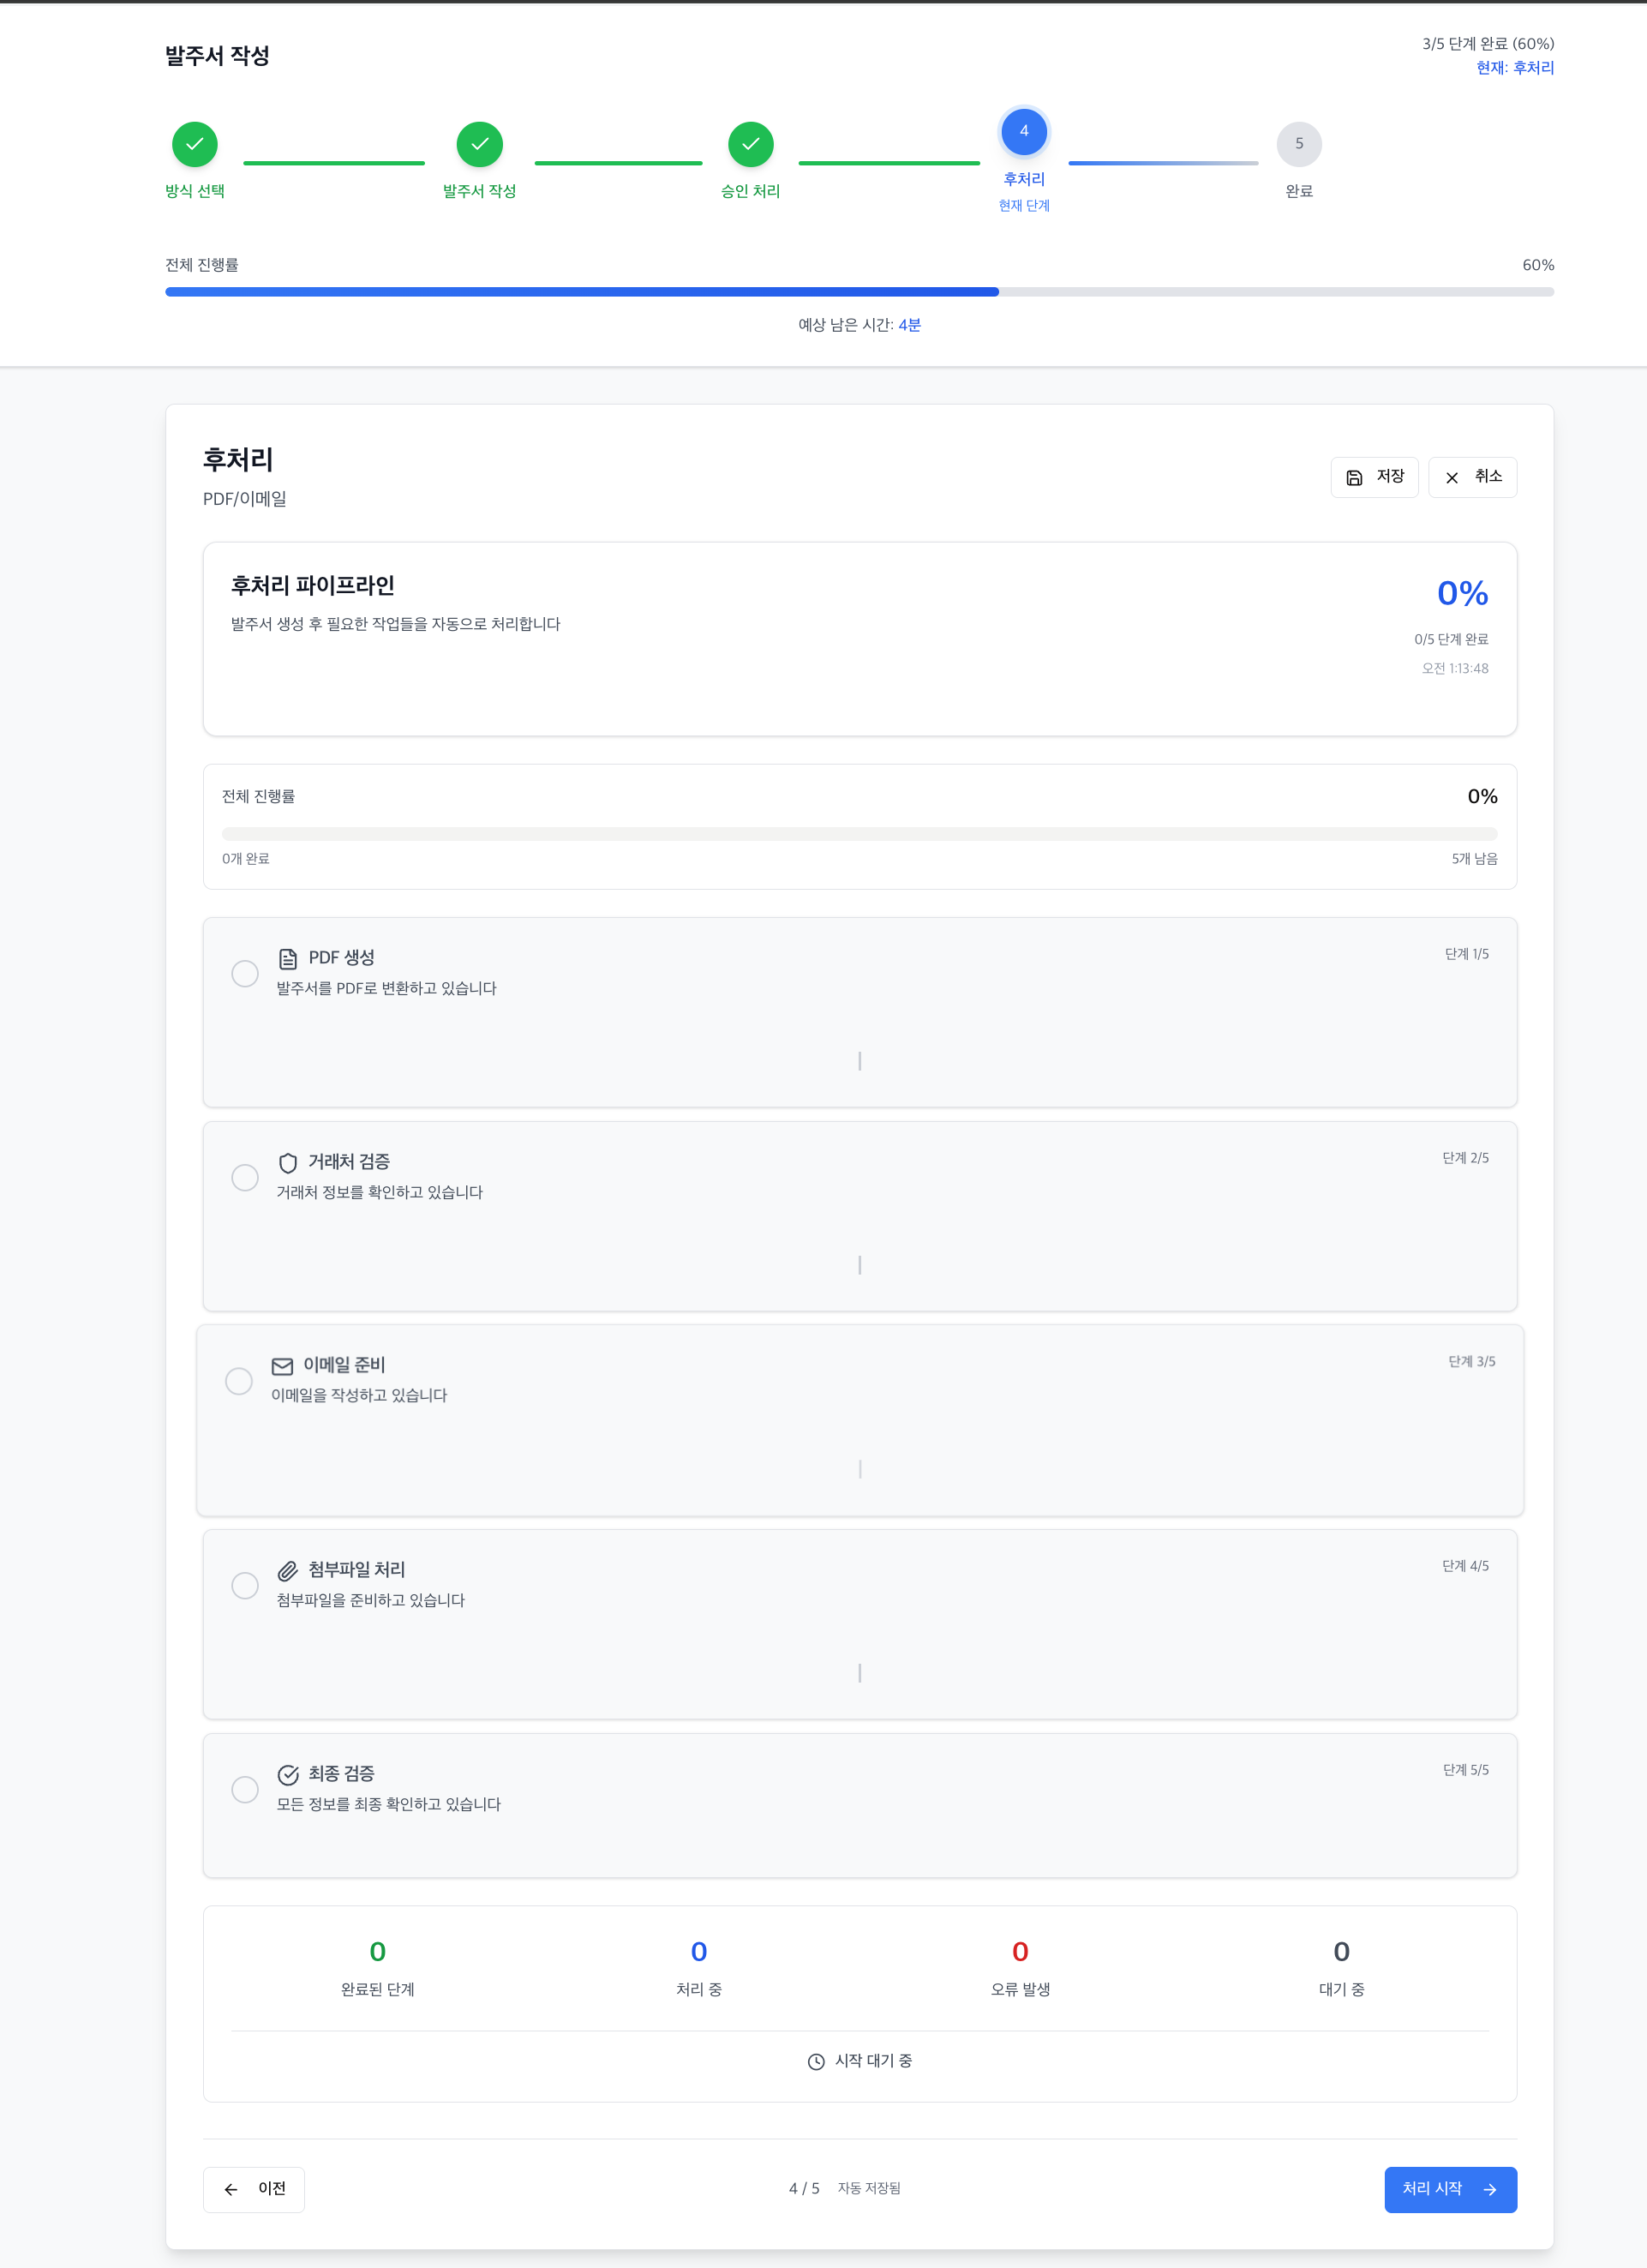 발주서 작성
3/5 단계 완료 (60%)
현재: 후처리
방식 선택
발주서 작성
승인 처리
4
후처리
현재 단계
5
완료
전체 진행률
60%
예상 남은 시간: 4분
후처리
PDF/이메일
저장
취소
후처리 파이프라인
발주서 생성 후 필요한 작업들을 자동으로 처리합니다
0%
0/5 단계 완료
오전 1:13:48
전체 진행률
0%
0개 완료
5개 남음
PDF 생성
발주서를 PDF로 변환하고 있습니다
단계 1/5
거래처 검증
거래처 정보를 확인하고 있습니다
단계 2/5
이메일 준비
이메일을 작성하고 있습니다
단계 3/5
첨부파일 처리
첨부파일을 준비하고 있습니다
단계 4/5
최종 검증
모든 정보를 최종 확인하고 있습니다
단계 5/5
0
완료된 단계
0
처리 중
0
오류 발생
0
대기 중
시작 대기 중
이전
4 / 5
자동 저장됨
처리 시작